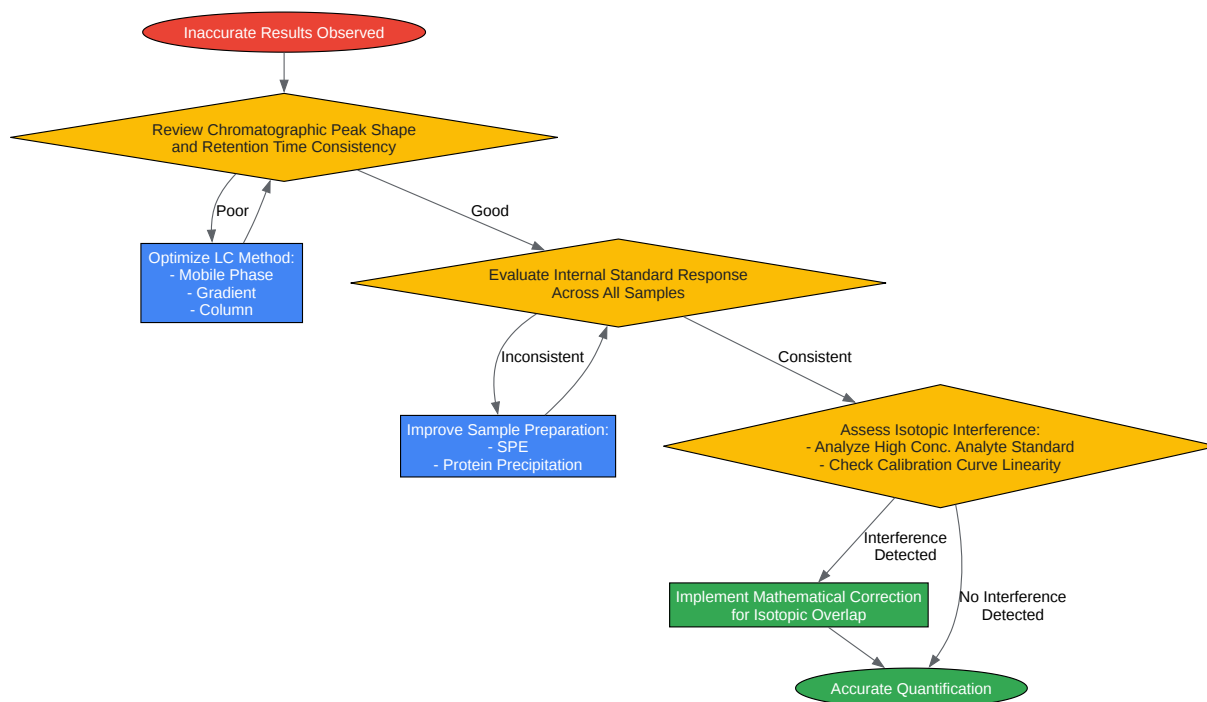 Inaccurate Results Observed
Review Chromatographic Peak Shape
and Retention Time Consistency
Poor
Good
Optimize LC Method:
- Mobile Phase
- Gradient
- Column
Evaluate Internal Standard Response
Across All Samples
Inconsistent
Consistent
Improve Sample Preparation:
- SPE
- Protein Precipitation
Assess Isotopic Interference:
- Analyze High Conc. Analyte Standard
- Check Calibration Curve Linearity
Interference
Detected
No Interference
Detected
Implement Mathematical Correction
for Isotopic Overlap
Accurate Quantification